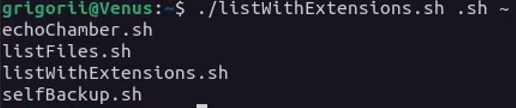 grigorii@Venus:~$ ./listWithExtensions.sh .sh ~
echoChamber.sh
listFiles.sh
listWithExtensions.sh
selfBackup.sh